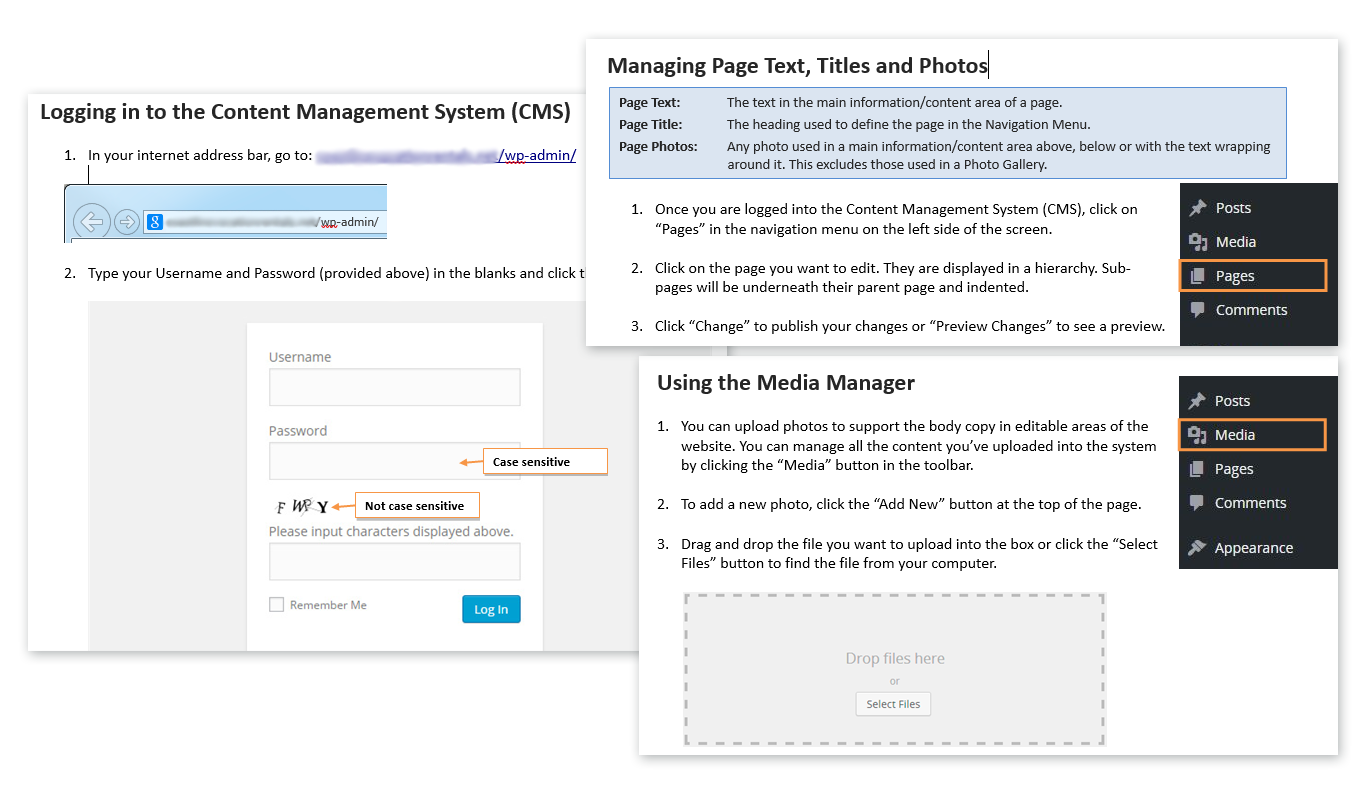 Logging in to the Content Management System (CMS)
1. In your internet address bar, go to: /wp-admin/
/wp-admin/
2. Type your Username and Password (provided above) in the blanks and click t
Username
Password
Case sensitive
F WP Y
Not case sensitive
Please input characters displayed above.
Remember Me
Log In
Managing Page Text, Titles and Photos
Page Text: The text in the main information/content area of a page.
Page Title: The heading used to define the page in the Navigation Menu.
Page Photos: Any photo used in a main information/content area above, below or with the text wrapping
around it. This excludes those used in a Photo Gallery.
1. Once you are logged into the Content Management System (CMS), click on
“Pages” in the navigation menu on the left side of the screen.
2. Click on the page you want to edit. They are displayed in a hierarchy. Sub-
pages will be underneath their parent page and indented.
3. Click “Change” to publish your changes or “Preview Changes” to see a preview.
Posts
Media
Pages
Comments
Using the Media Manager
1. You can upload photos to support the body copy in editable areas of the
website. You can manage all the content you’ve uploaded into the system
by clicking the “Media” button in the toolbar.
2. To add a new photo, click the “Add New” button at the top of the page.
3. Drag and drop the file you want to upload into the box or click the “Select
Files” button to find the file from your computer.
Drop files here
or
Select Files
Posts
Media
Pages
Comments
Appearance